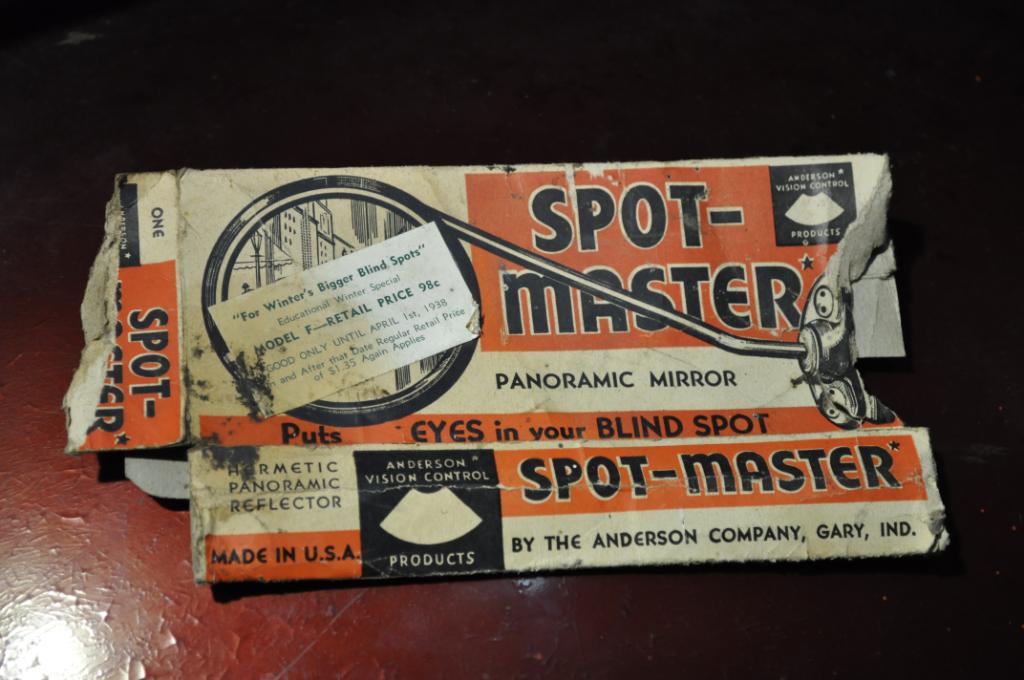 ONE
ANDERSON
SPOT-
MASTER*
SPOT-
MASTER*
ANDERSON*
VISION CONTROL
PRODUCTS
"For Winter's Bigger Blind Spots"
Educational Winter Special
MODEL F—RETAIL PRICE 98c
GOOD ONLY UNTIL APRIL 1st, 1938
and After that Date Regular Retail Price
of $1.35 Again Applies
PANORAMIC MIRROR
Puts EYES in your BLIND SPOT
HERMETIC
PANORAMIC
REFLECTOR
MADE IN U.S.A.
ANDERSON*
VISION CONTROL
PRODUCTS
SPOT-MASTER*
BY THE ANDERSON COMPANY, GARY, IND.